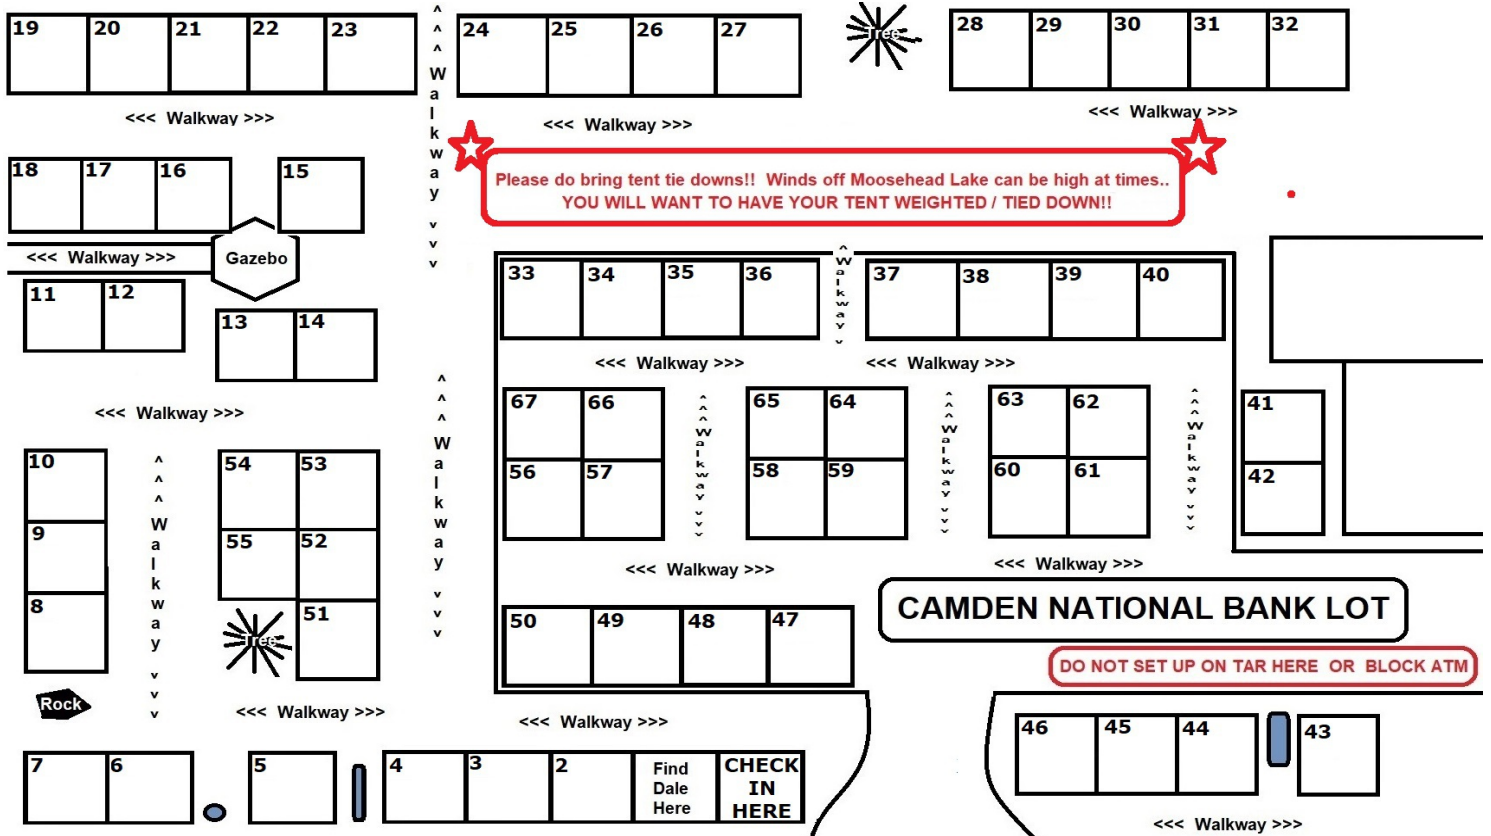 19 20 21 22 23
24 25 26 27
Tree
28 29 30 31 32
<<< Walkway >>>
<<< Walkway >>>
<<< Walkway >>>
^ ^ ^ Walkway v v v
Please do bring tent tie downs!! Winds off Moosehead Lake can be high at times..
YOU WILL WANT TO HAVE YOUR TENT WEIGHTED / TIED DOWN!!
18 17 16 15
<<< Walkway >>>
Gazebo
11 12
13 14
33 34 35 36
^ Walkway v
37 38 39 40
<<< Walkway >>>
<<< Walkway >>>
<<< Walkway >>>
^ ^ ^ Walkway v v v
67 66
56 57
^ ^ ^ Walkway v v v
65 64
58 59
^ ^ ^ Walkway v v v
63 62
60 61
^ ^ ^ Walkway v v v
41
42
10
9
8
^ ^ ^ Walkway v v v
54 53
55 52
51
Tree
<<< Walkway >>>
<<< Walkway >>>
50 49 48 47
CAMDEN NATIONAL BANK LOT
DO NOT SET UP ON TAR HERE OR BLOCK ATM
Rock
<<< Walkway >>>
<<< Walkway >>>
46 45 44 43
7 6 5 4 3 2
Find
Dale
Here
CHECK
IN
HERE
<<< Walkway >>>